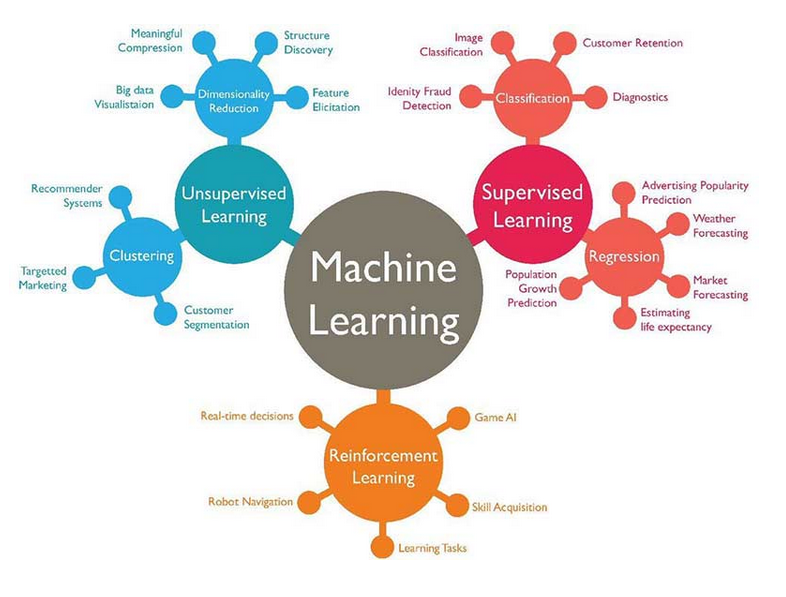 Meaningful
Compression
Structure
Discovery
Big data
Visualistaion
Dimensionality
Reduction
Feature
Elicitation
Recommender
Systems
Unsupervised
Learning
Clustering
Targetted
Marketing
Customer
Segmentation
Image
Classification
Customer Retention
Idenity Fraud
Detection
Classification
Diagnostics
Supervised
Learning
Advertising Popularity
Prediction
Weather
Forecasting
Regression
Population
Growth
Prediction
Market
Forecasting
Estimating
life expectancy
Machine
Learning
Real-time decisions
Game AI
Reinforcement
Learning
Robot Navigation
Skill Acquisition
Learning Tasks